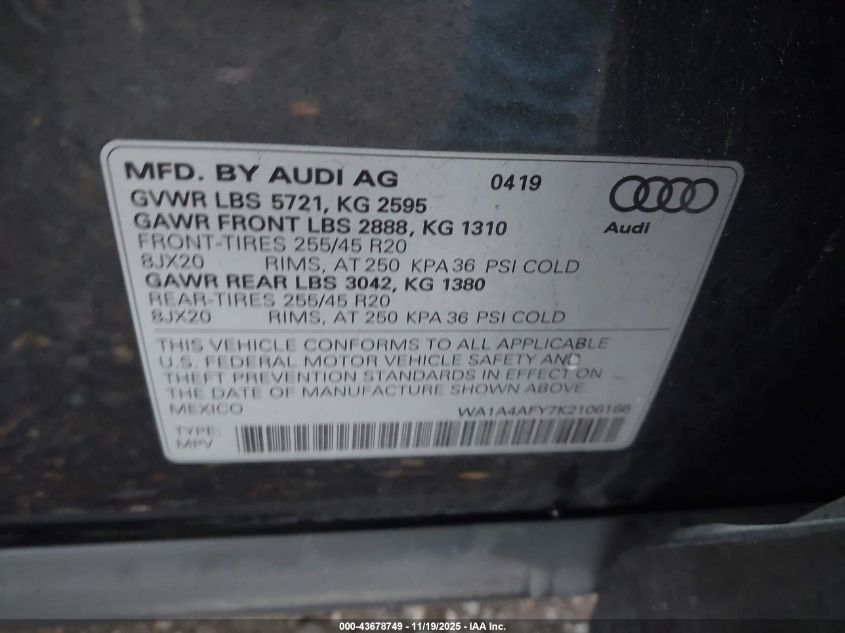 MFD. BY AUDI AG 0419
GVWR LBS 5721, KG 2595
GAWR FRONT LBS 2888, KG 1310
Audi
FRONT-TIRES 255/45 R20
8JX20 RIMS, AT 250 KPA 36 PSI COLD
GAWR REAR LBS 3042, KG 1380
REAR-TIRES 255/45 R20
8JX20 RIMS, AT 250 KPA 36 PSI COLD
THIS VEHICLE CONFORMS TO ALL APPLICABLE
U.S. FEDERAL MOTOR VEHICLE SAFETY AND
THEFT PREVENTION STANDARDS IN EFFECT ON
THE DATE OF MANUFACTURE SHOWN ABOVE.
MEXICO WA1A4AFY7K2106166
TYPE:
MPV
000-43678749 - 11/19/2025 - IAA Inc.